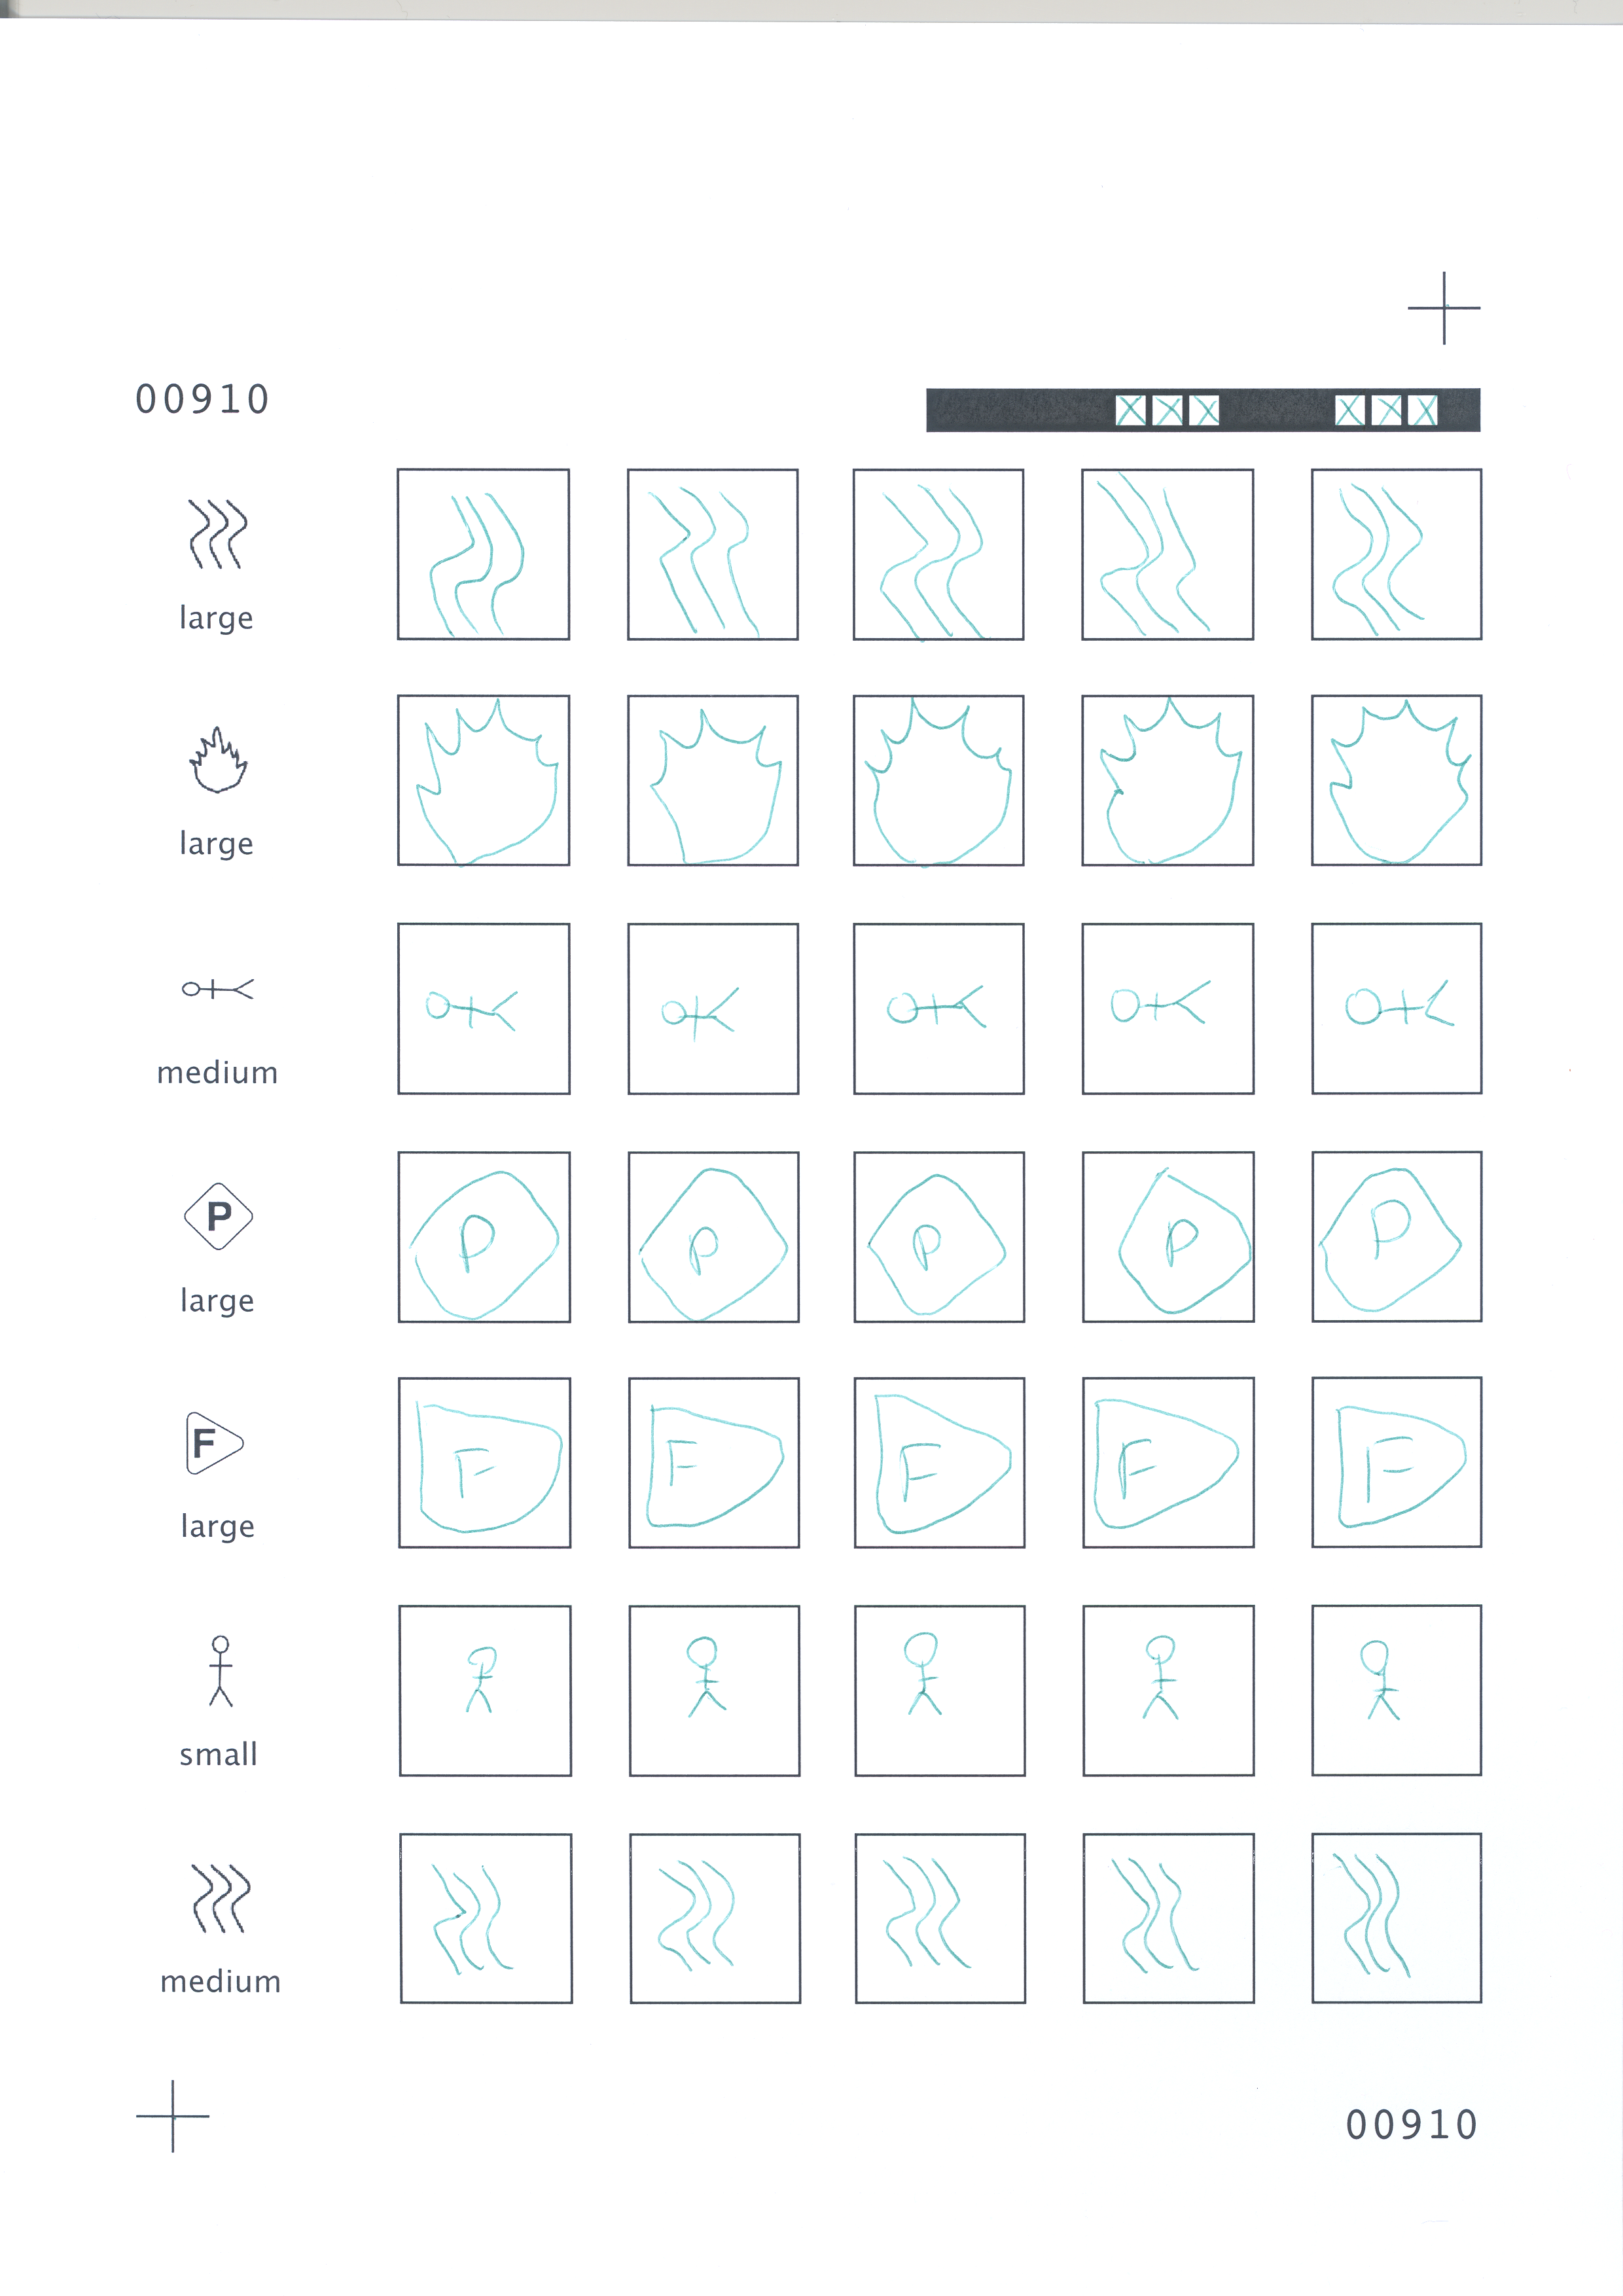 00910
X X X X X X
large
large
medium
P
large
P P P P P
F
large
F F F F F
small
medium
00910